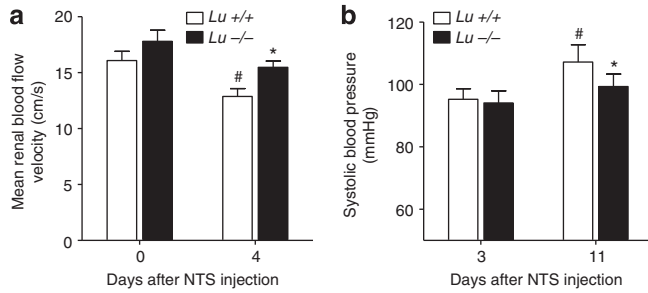 a
Lu +/+
Lu –/–
Mean renal blood flow
velocity (cm/s)
20
15
10
5
0
#
*
0
4
Days after NTS injection
b
Lu +/+
Lu –/–
Systolic blood pressure
(mmHg)
120
100
80
60
#
*
3
11
Days after NTS injection